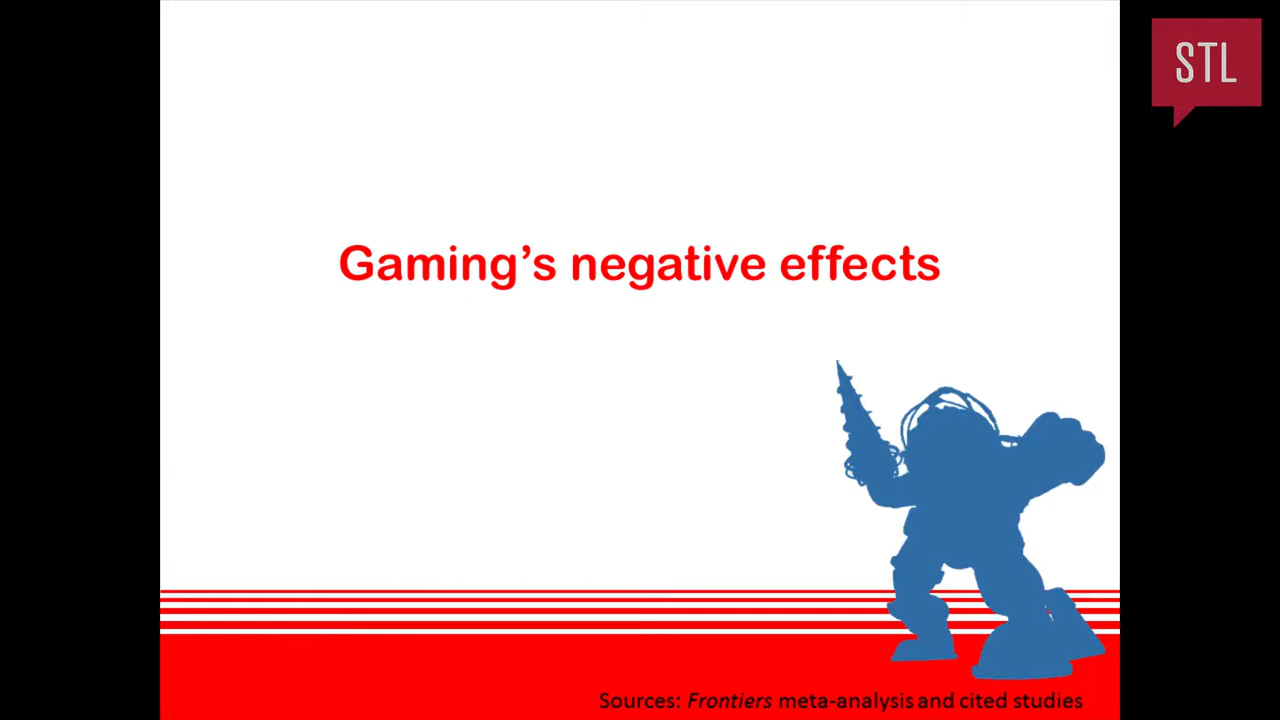 STL
Gaming’s negative effects
Sources: Frontiers meta-analysis and cited studies